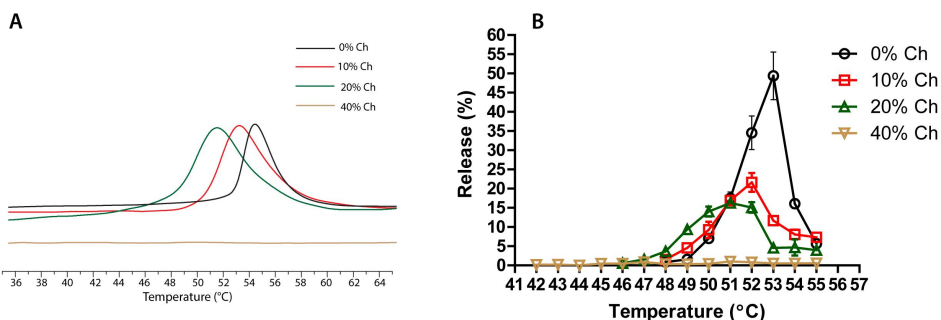 A
0% Ch
10% Ch
20% Ch
40% Ch
36 38 40 42 44 46 48 50 52 54 56 58 60 62 64
Temperature (°C)
B
60
55
50
45
40
35
30
25
20
15
10
5
0
Release (%)
0% Ch
10% Ch
20% Ch
40% Ch
41 42 43 44 45 46 47 48 49 50 51 52 53 54 55 56 57
Temperature (°C)